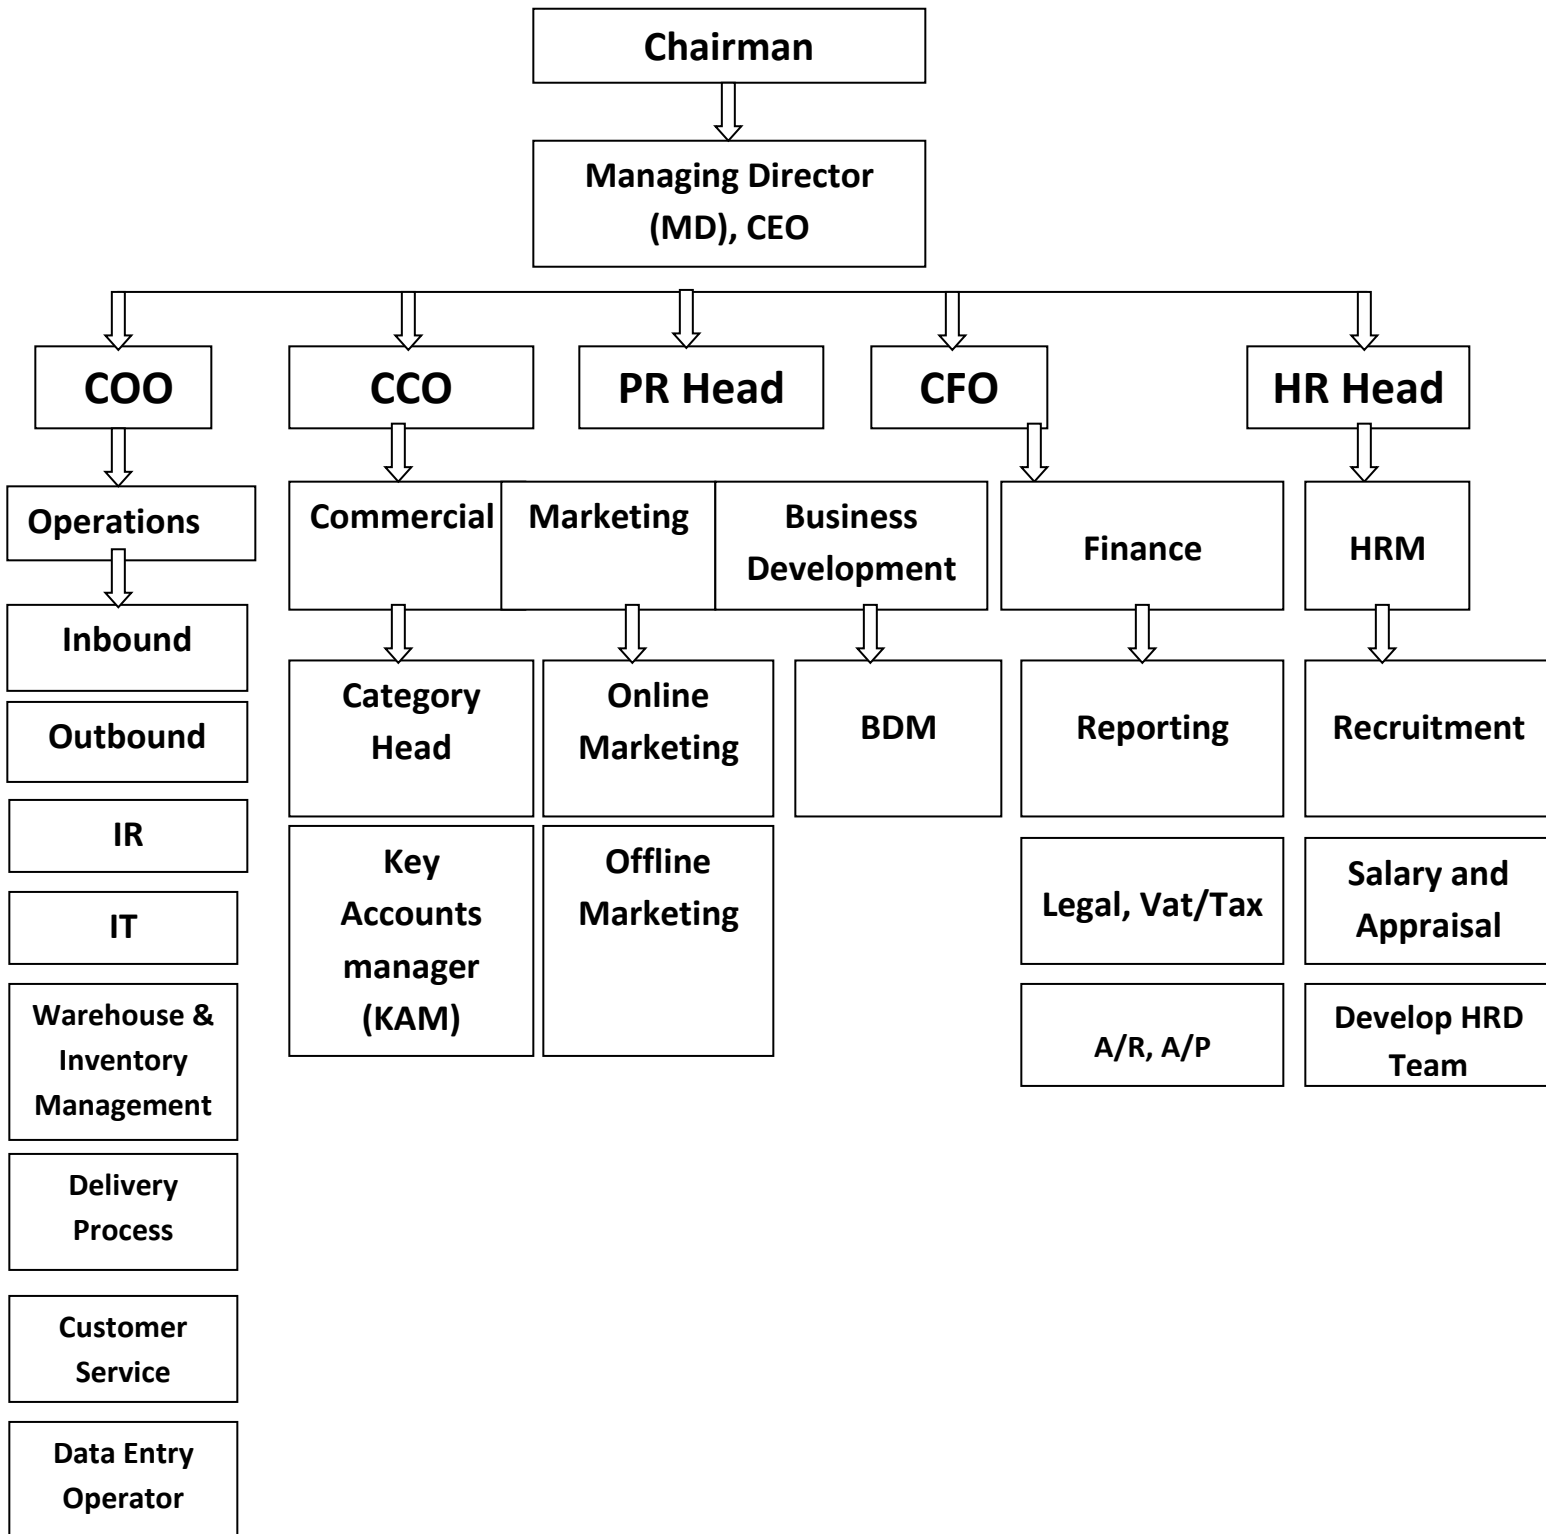 Chairman
Managing Director
(MD), CEO
COO
CCO
PR Head
CFO
HR Head
Operations
Commercial
Marketing
Business
Development
Finance
HRM
Inbound
Outbound
IR
IT
Warehouse &
Inventory
Management
Delivery
Process
Customer
Service
Data Entry
Operator
Category
Head
Key
Accounts
manager
(KAM)
Online
Marketing
Offline
Marketing
BDM
Reporting
Legal, Vat/Tax
A/R, A/P
Recruitment
Salary and
Appraisal
Develop HRD
Team